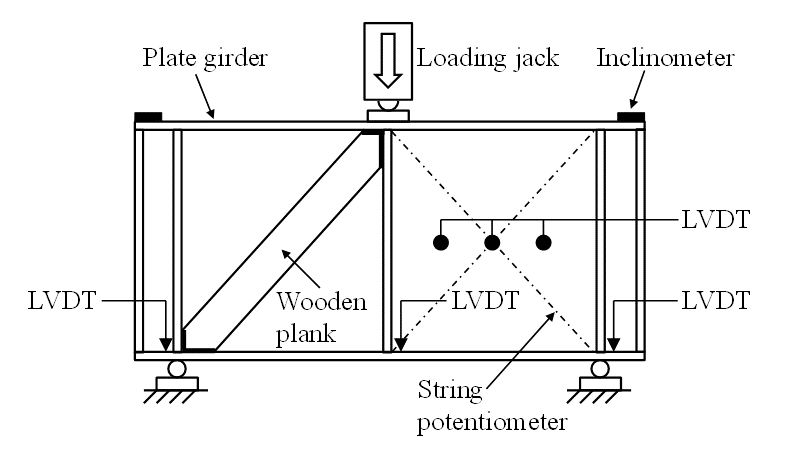 Plate girder
Loading jack
Inclinometer
LVDT
LVDT
Wooden
plank
LVDT
LVDT
String
potentiometer